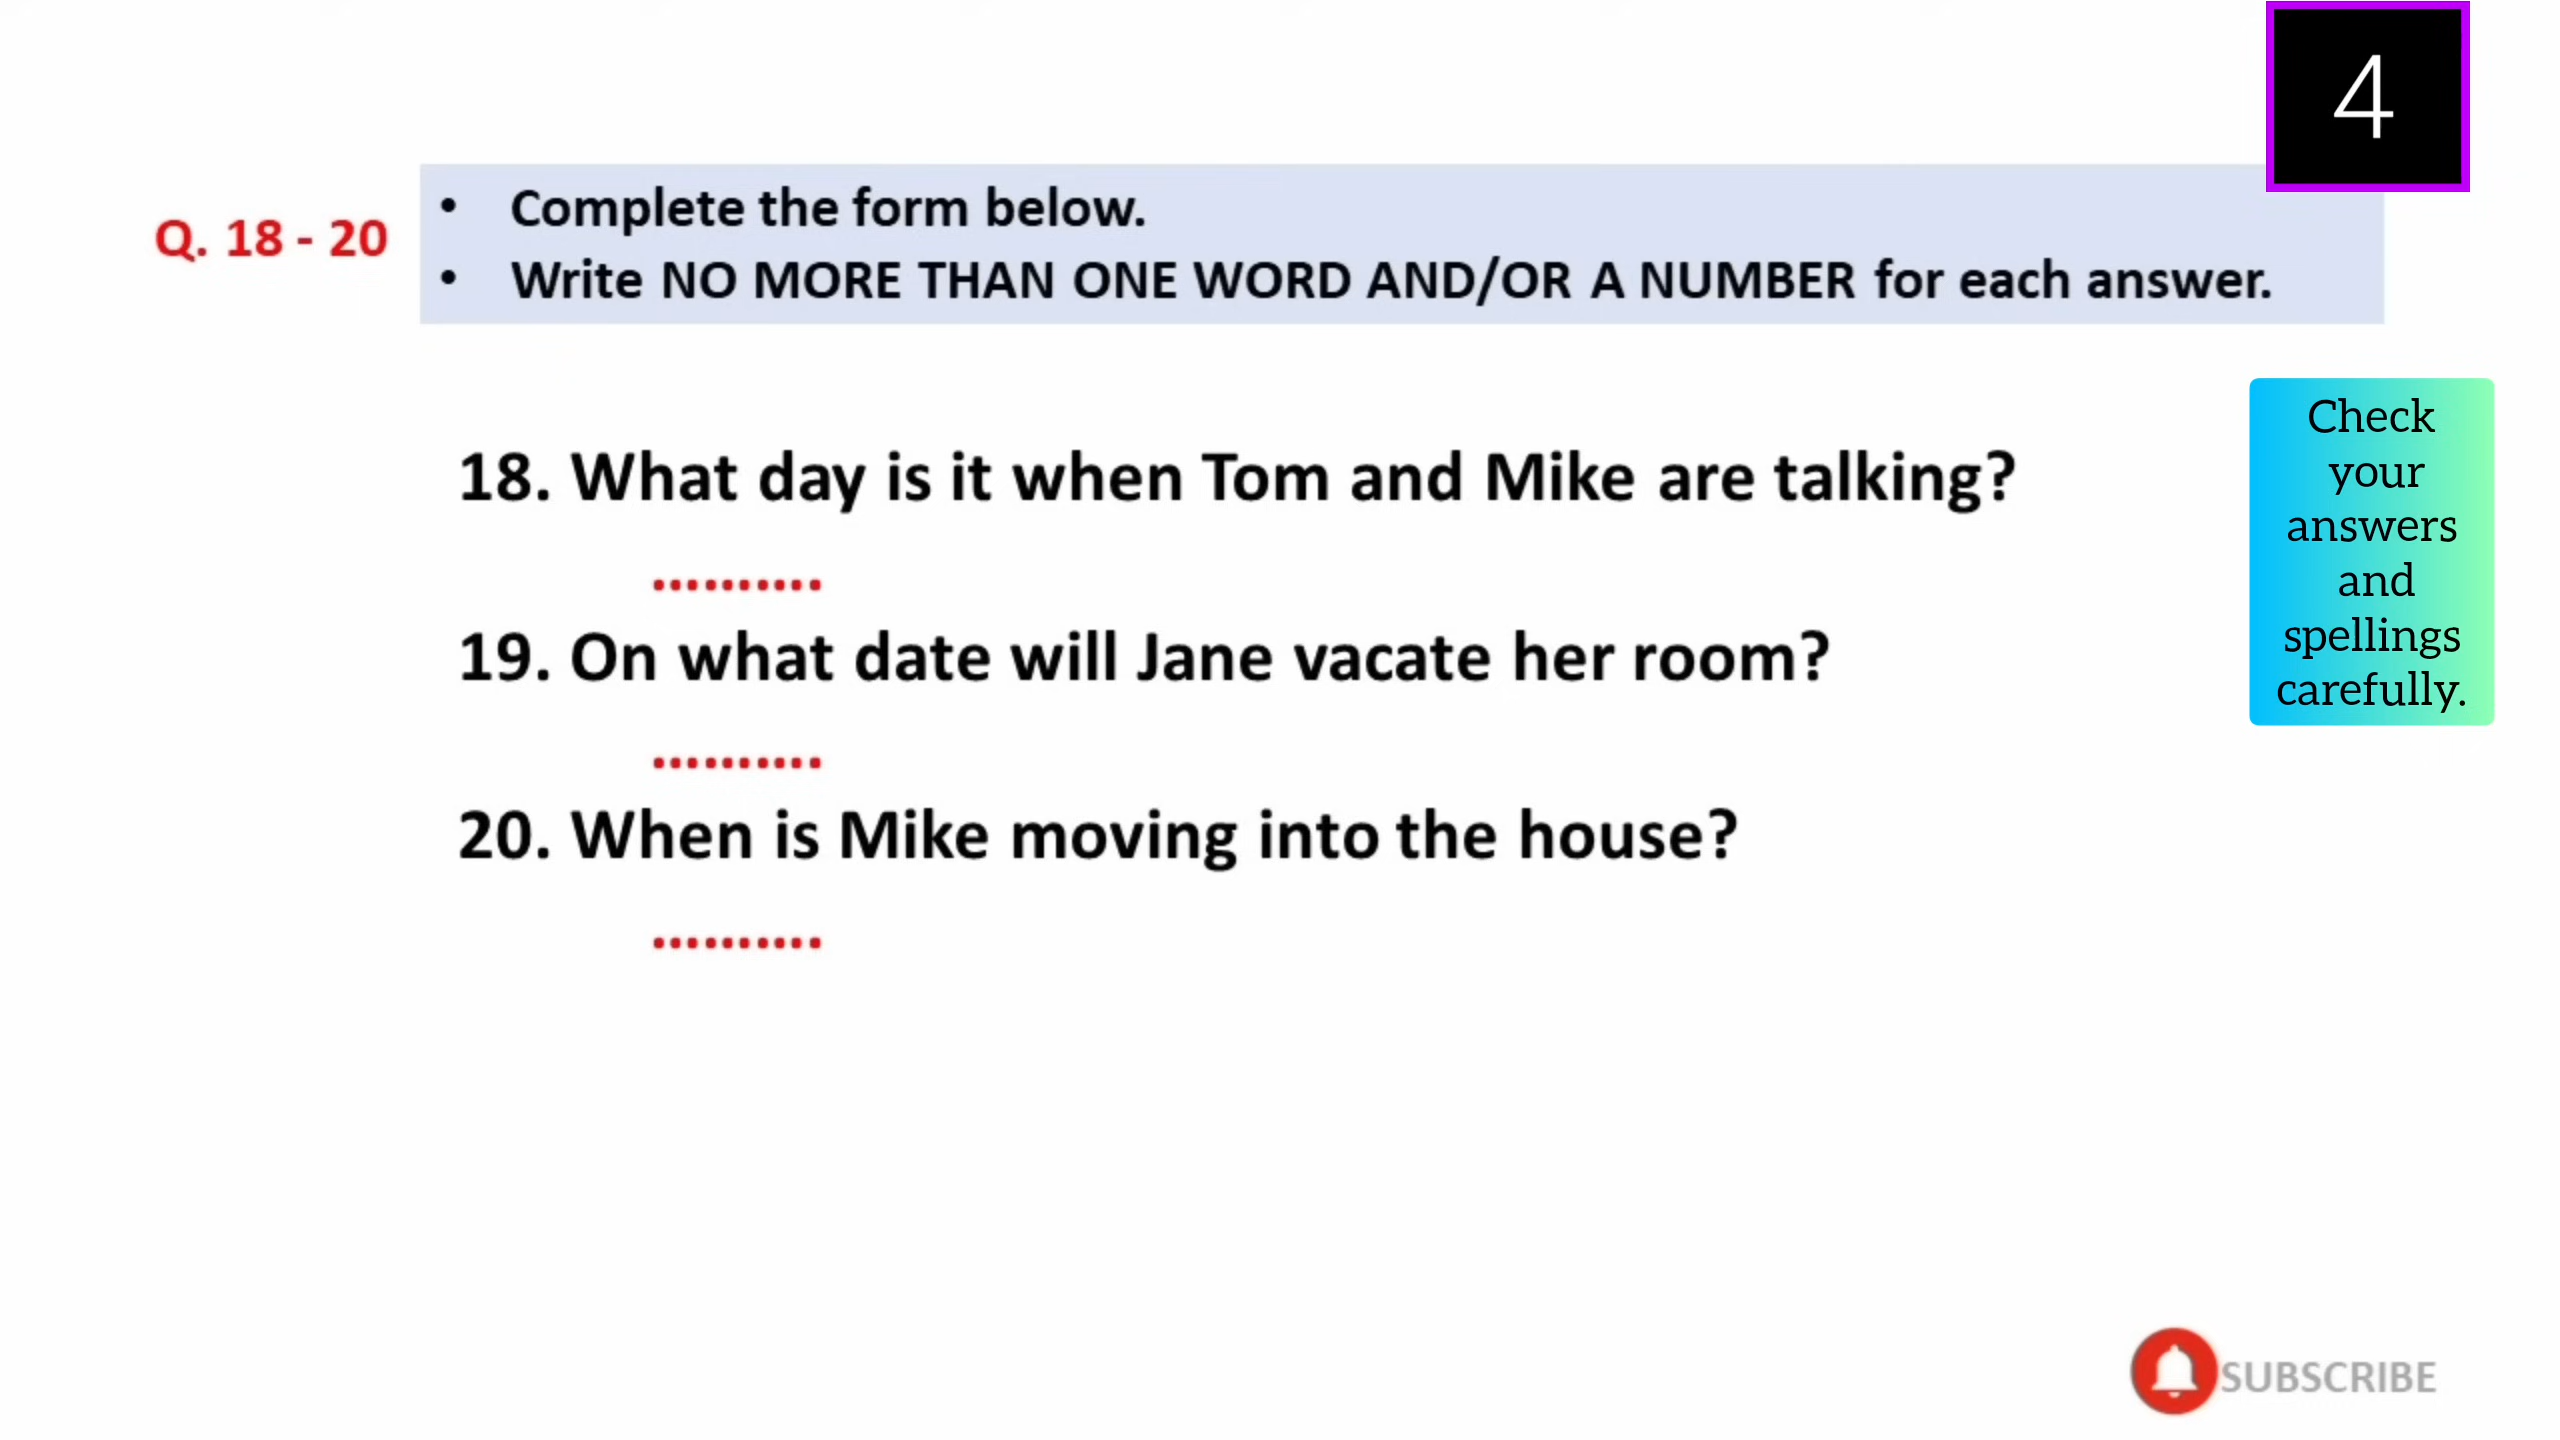 4
Q. 18 - 20
• Complete the form below.
• Write NO MORE THAN ONE WORD AND/OR A NUMBER for each answer.
18. What day is it when Tom and Mike are talking?
..........
19. On what date will Jane vacate her room?
..........
20. When is Mike moving into the house?
..........
Check
your
answers
and
spellings
carefully.
SUBSCRIBE